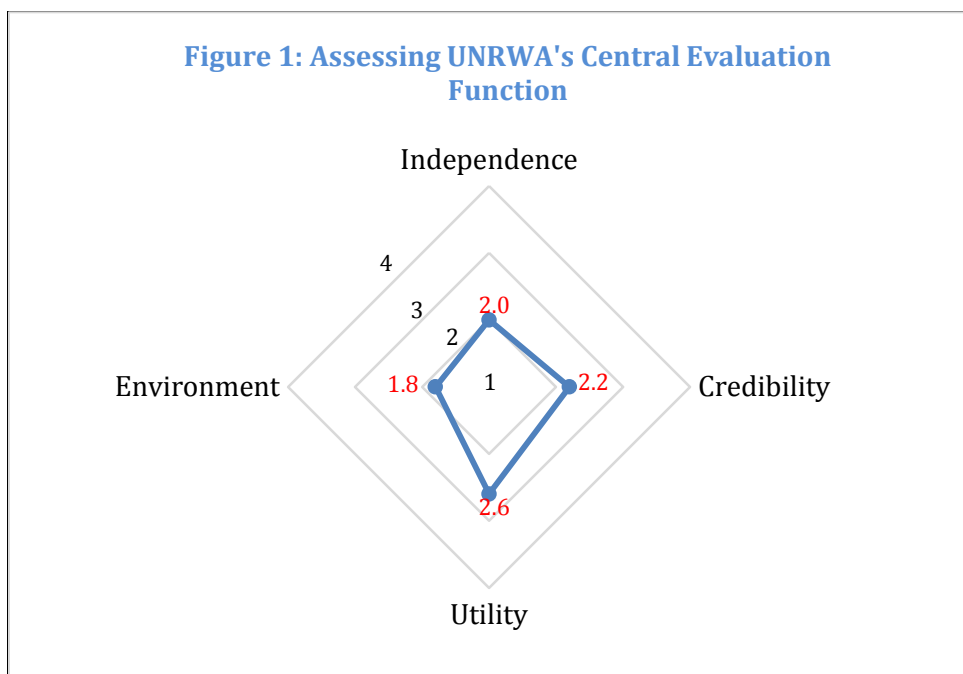 Figure 1: Assessing UNRWA's Central Evaluation
Function
Independence
4
3
2.0
2
Environment
1.8
1
2.2
Credibility
2.6
Utility